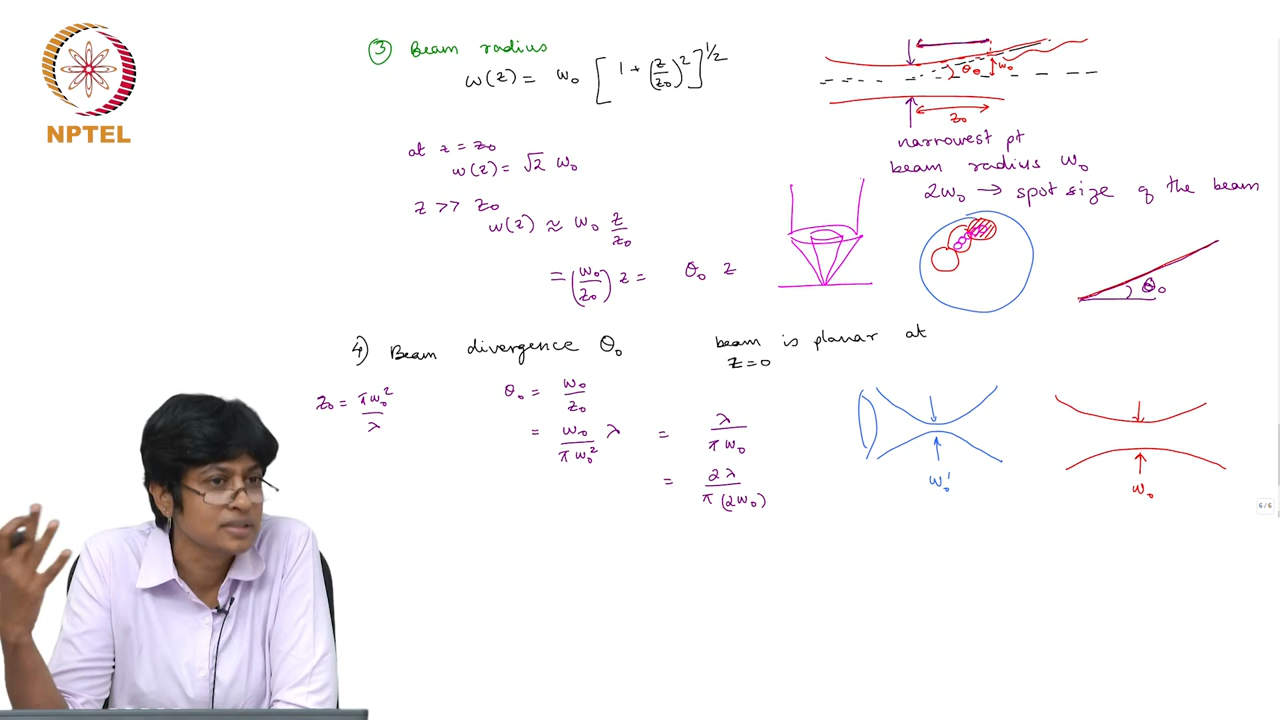 NPTEL
③ Beam radius
w(z) = w₀ [1 + (z/z₀)²]^1/2
θ₀
w₀
z₀
narrowest pt
beam radius w₀
2w₀ → spot size of the beam
at z = z₀
w(z) = √2 w₀
z >> z₀
w(z) ≈ w₀ z/z₀
= (w₀/z₀) z = θ₀ z
θ₀
4) Beam divergence θ₀
beam is planar at
z=0
z₀ = πw₀²/λ
θ₀ = w₀/z₀
= w₀/πw₀² λ = λ/πw₀
= 2λ/π(2w₀)
w₀'
w₀
6/6